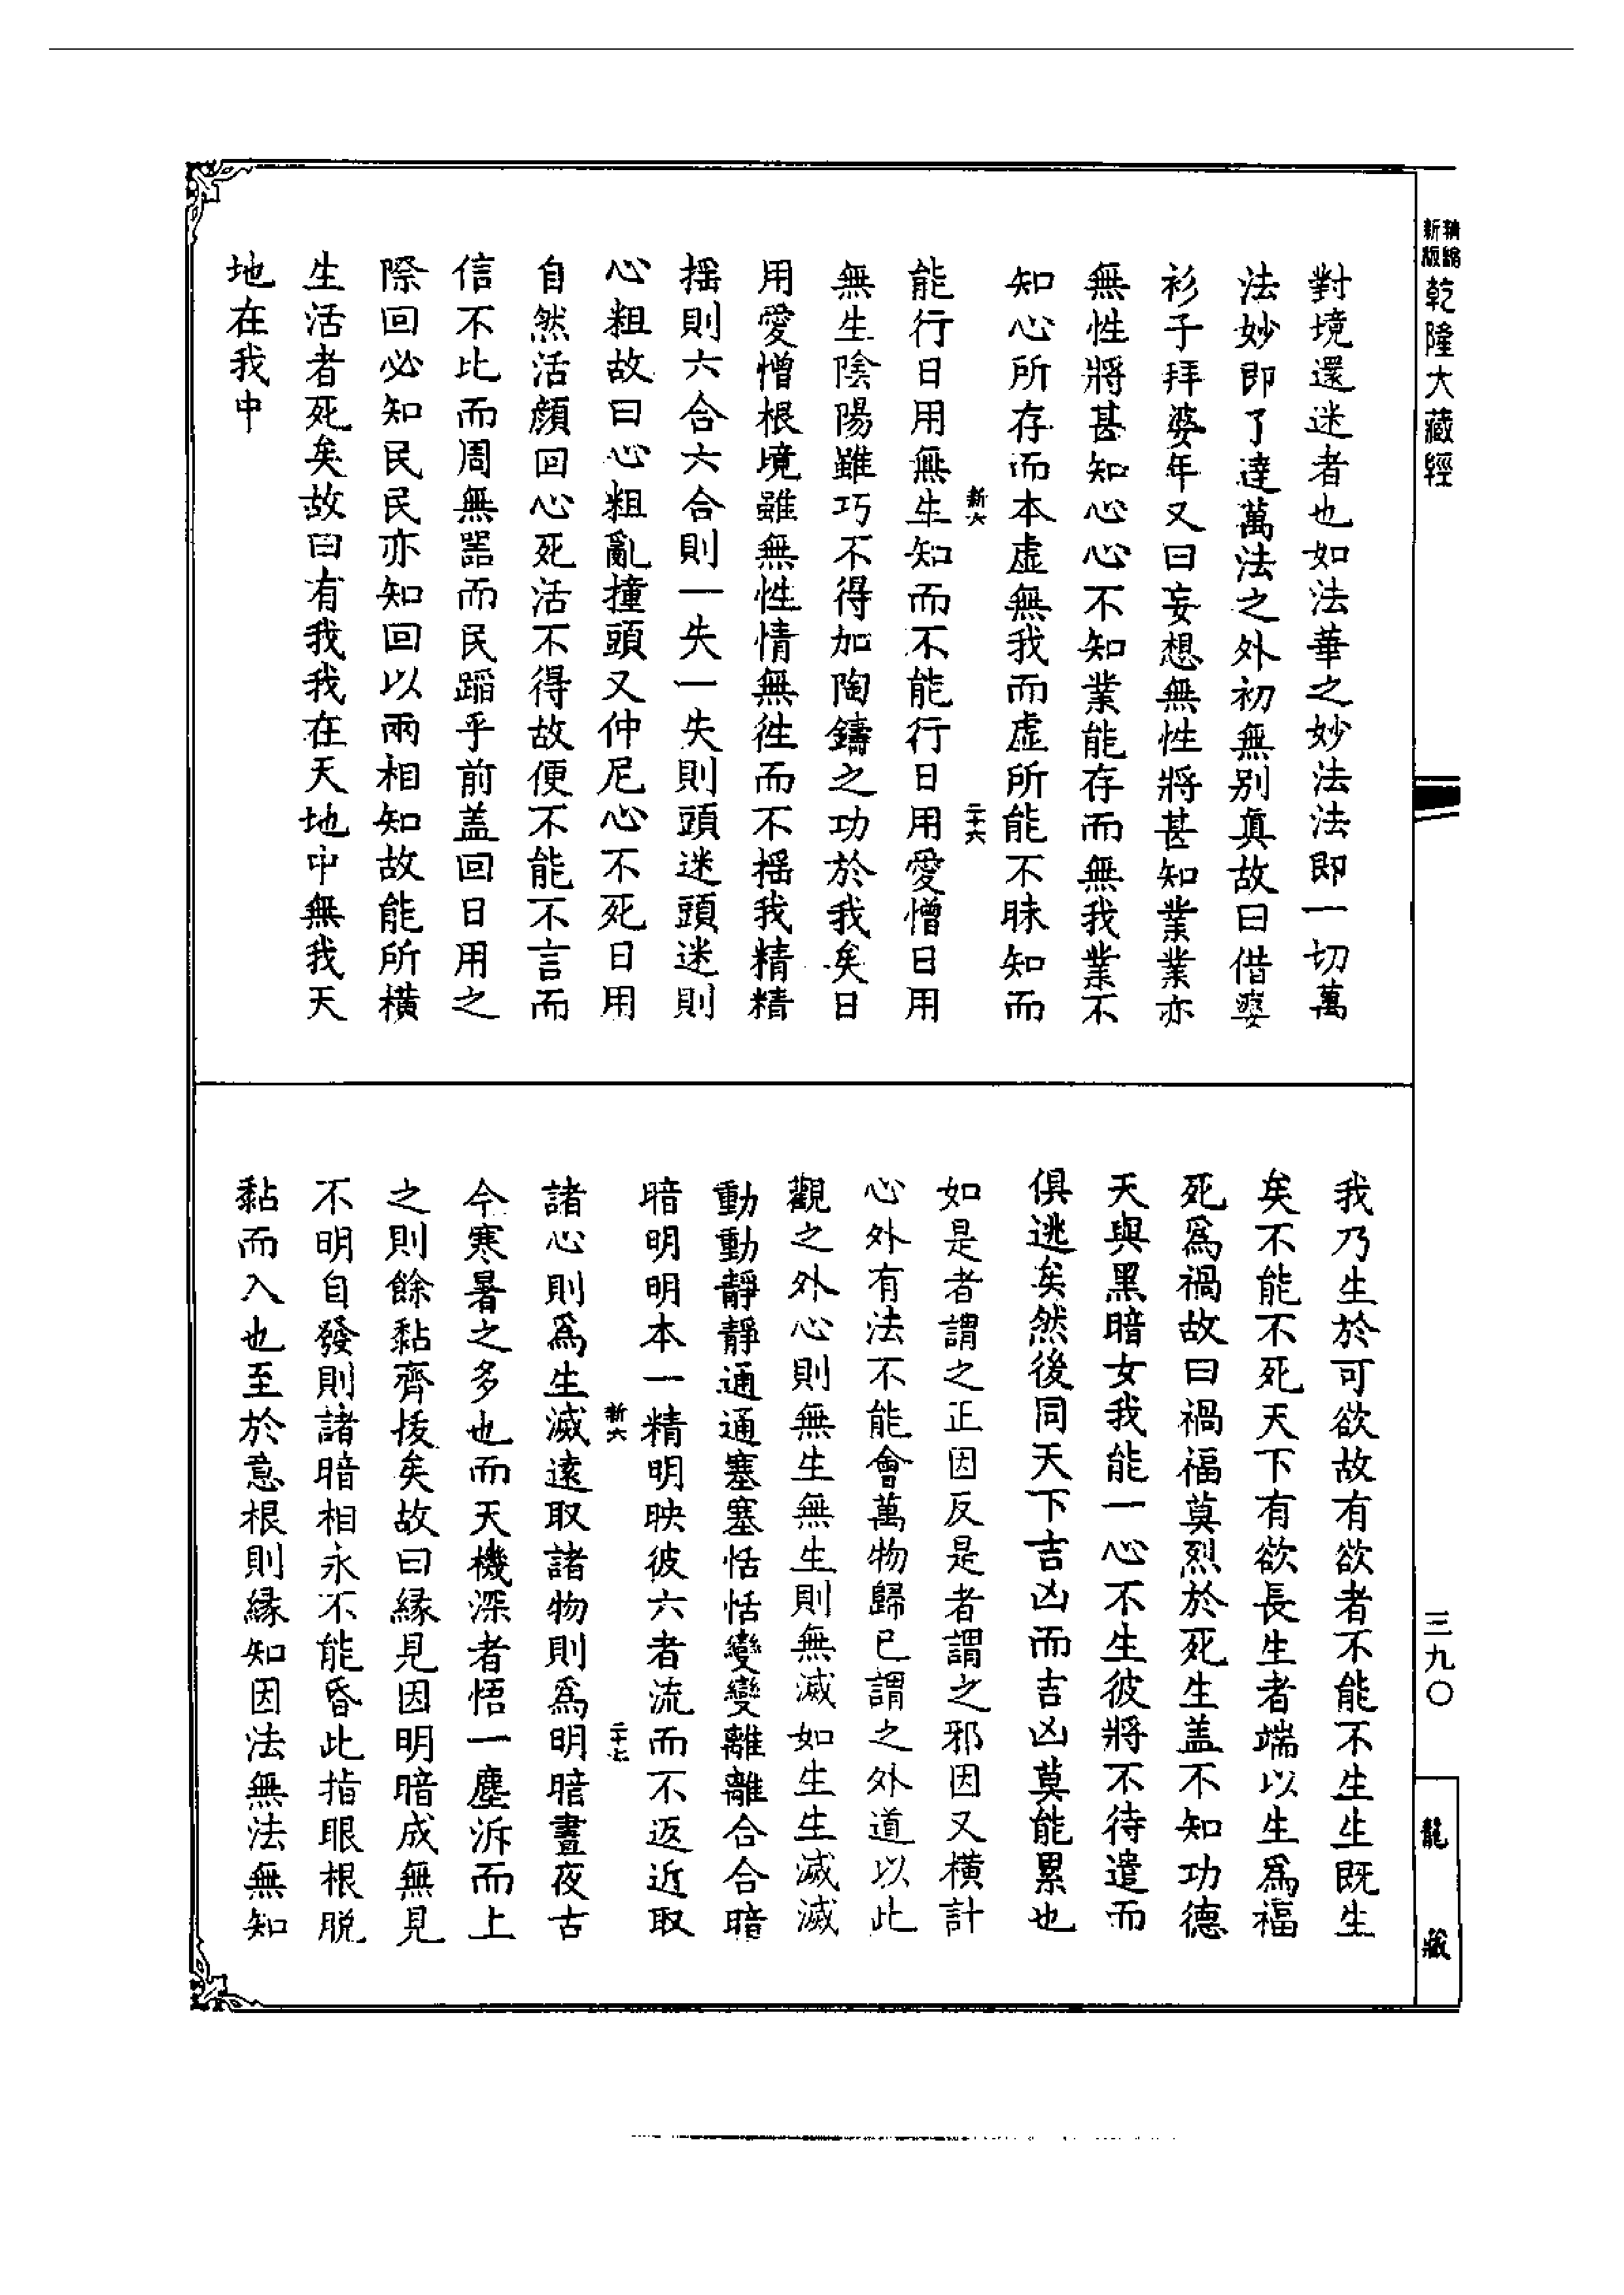 新編
新版
乾隆大藏經
對境還迷者也如法華之妙法法即一切萬
法妙即了達萬法之外初無別真故曰借婆
衫子拜婆年又曰妄想無性將甚知業業亦
無性將甚知心心不知業能存而無我業不
知心所存而本虛無我而虛所能不昧知而
新六
二十六
能行日用無生知而不能行日用愛憎日用
無生陰陽雖巧不得加陶鑄之功於我矣日
用愛憎根境雖無性情無徃而不揺我精精
揺則六合六合則一失一失則頭迷頭迷則
心粗故曰心粗亂撞頭又仲尼心不死日用
自然活顏回心死活不得故便不能不言而
信不比而周無噐而民蹈乎前盖回日用之
際回必知民民亦知回以兩相知故能所橫
生活者死矣故曰有我我在天地中無我天
地在我中
我乃生於可欲故有欲者不能不生生既生
矣不能不死天下有欲長生者端以生爲福
死爲禍故曰禍福莫烈於死生盖不知功德
天與黑暗女我能一心不生彼將不待遣而
俱逃矣然後同天下吉凶而吉凶莫能累也
如是者謂之正因反是者謂之邪因又橫計
心外有法不能會萬物歸已謂之外道以此
觀之外心則無生無生則無滅如生生滅滅
動動靜靜通通塞塞恬恬變變離離合合暗
暗明明本一精明映彼六者流而不返近取
新六
二十七
諸心則爲生滅遠取諸物則爲明暗晝夜古
今寒暑之多也而天機深者悟一塵泝而上
之則餘黏齊拔矣故曰縁見因明暗成無見
不明自發則諸暗相永不能昏此指眼根脱
黏而入也至於意根則縁知因法無法無知
三九〇
龍藏